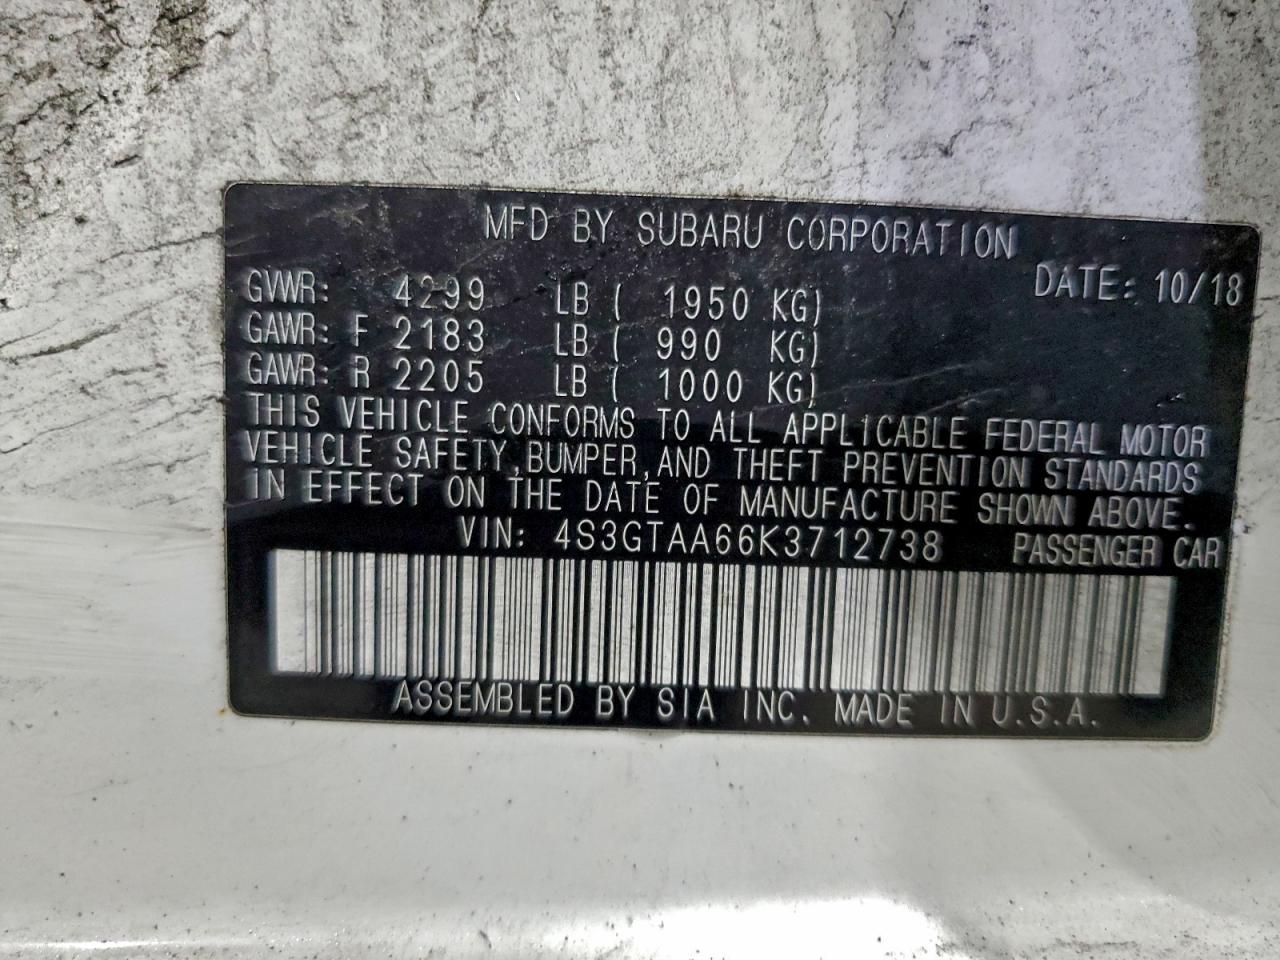 MFD BY SUBARU CORPORATION
DATE: 10/18
GVWR: 4299 LB ( 1950 KG)
GAWR: F 2183 LB ( 990 KG)
GAWR: R 2205 LB ( 1000 KG)
THIS VEHICLE CONFORMS TO ALL APPLICABLE FEDERAL MOTOR
VEHICLE SAFETY, BUMPER, AND THEFT PREVENTION STANDARDS
IN EFFECT ON THE DATE OF MANUFACTURE SHOWN ABOVE.
VIN: 4S3GTAA66K3712738 PASSENGER CAR
ASSEMBLED BY SIA INC. MADE IN U.S.A.